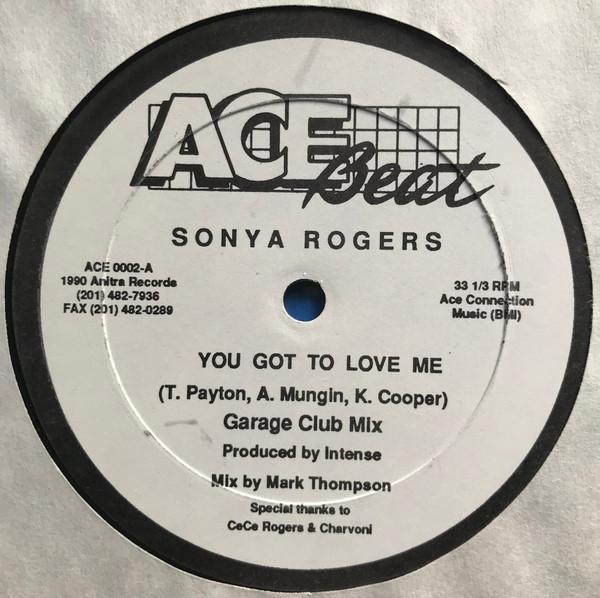 ACE
Beat
SONYA ROGERS
ACE 0002-A
1990 Anitra Records
(201) 482-7936
FAX (201) 482-0289
33 1/3 RPM
Ace Connection
Music (BMI)
YOU GOT TO LOVE ME
(T. Payton, A. Mungin, K. Cooper)
Garage Club Mix
Produced by Intense
Mix by Mark Thompson
Special thanks to
CeCe Rogers & Charvoni